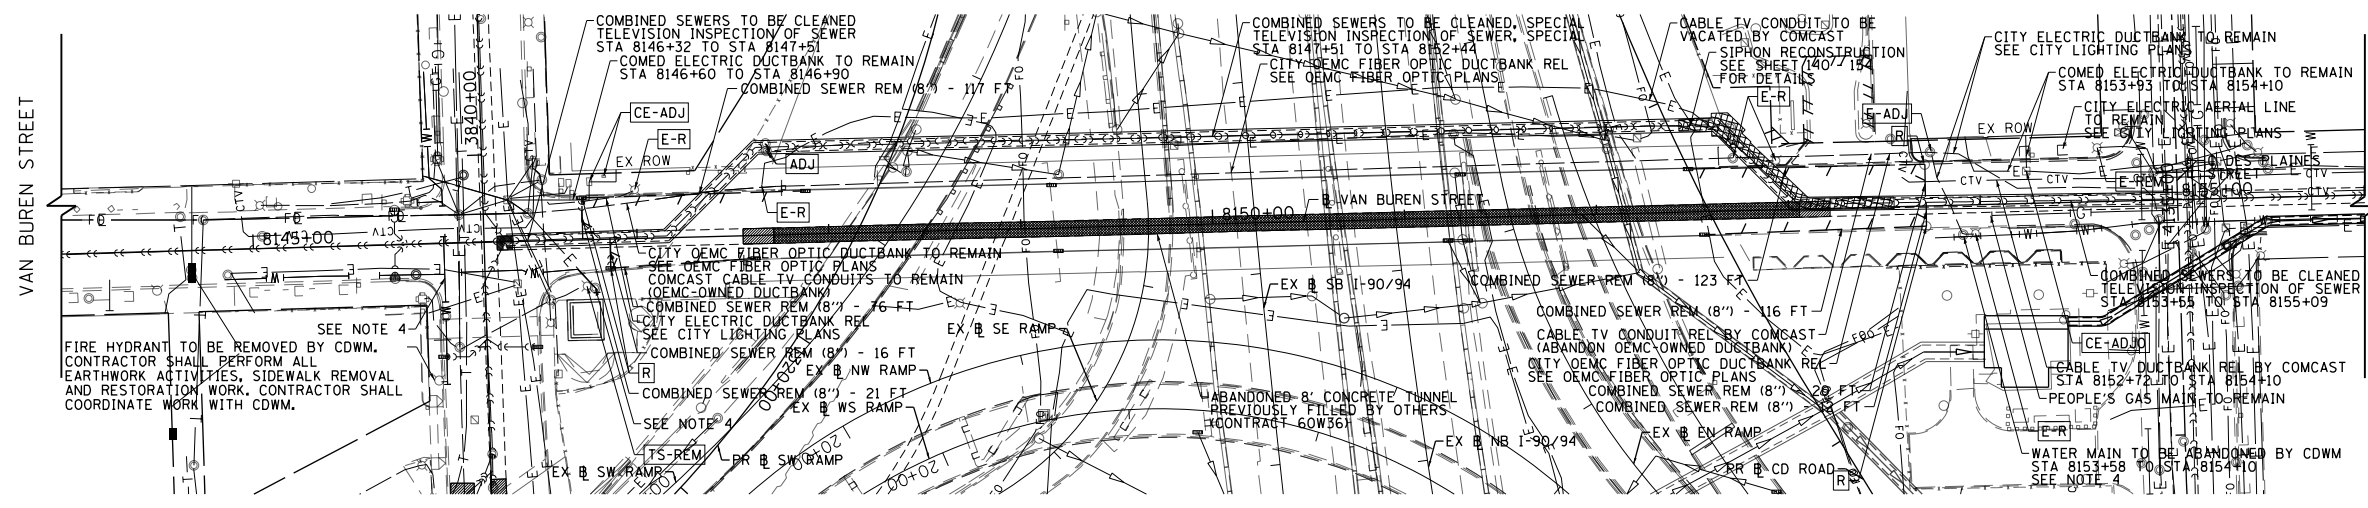 VAN BUREN STREET
COMBINED SEWERS TO BE CLEANED
TELEVISION INSPECTION OF SEWER
STA 8146+32 TO STA 8147+51
COMED ELECTRIC DUCTBANK TO REMAIN
STA 8146+60 TO STA 8146+90
COMBINED SEWER REM (8") - 117 FT
CE-ADJ
E-R
EX ROW
ADJ
E-R
3840+00
8145+00
COMBINED SEWERS TO BE CLEANED, SPECIAL
TELEVISION INSPECTION OF SEWER, SPECIAL
STA 8147+51 TO STA 8152+44
CITY OEMC FIBER OPTIC DUCTBANK REL
SEE OEMC FIBER OPTIC PLANS
CABLE TV CONDUIT TO BE
VACATED BY COMCAST
SIPHON RECONSTRUCTION
SEE SHEET 140 - 154
FOR DETAILS
E-R
CITY ELECTRIC DUCTBANK TO REMAIN
SEE CITY LIGHTING PLANS
COMED ELECTRIC DUCTBANK TO REMAIN
STA 8153+93 TO STA 8154+10
CITY ELECTRIC AERIAL LINE
TO REMAIN
SEE CITY LIGHTING PLANS
E-ADJ
R
EX ROW
DES PLAINES
STREET
E-REM
8155+00
CTV
CTV
CTV
℄ VAN BUREN STREET
8150+00
CITY OEMC FIBER OPTIC DUCTBANK TO REMAIN
SEE OEMC FIBER OPTIC PLANS
COMCAST CABLE TV CONDUITS TO REMAIN
(OEMC-OWNED DUCTBANK)
COMBINED SEWER REM (8") - 76 FT
CITY ELECTRIC DUCTBANK REL
SEE CITY LIGHTING PLANS
COMBINED SEWER REM (8") - 16 FT
R
COMBINED SEWER REM (8") - 21 FT
SEE NOTE 4
TS-REM
SEE NOTE 4
FIRE HYDRANT TO BE REMOVED BY CDWM.
CONTRACTOR SHALL PERFORM ALL
EARTHWORK ACTIVITIES, SIDEWALK REMOVAL
AND RESTORATION WORK. CONTRACTOR SHALL
COORDINATE WORK WITH CDWM.
EX ℄ SE RAMP
EX ℄ NW RAMP
EX ℄ WS RAMP
EX ℄ SW RAMP
PR ℄ SW RAMP
120+00
EX ℄ SB I-90/94
ABANDONED 8' CONCRETE TUNNEL
PREVIOUSLY FILLED BY OTHERS
(CONTRACT 60W36)
EX ℄ NB I-90/94
EX ℄ EN RAMP
PR ℄ CD ROAD
R
COMBINED SEWER REM (8") - 123 FT
COMBINED SEWER REM (8") - 116 FT
CABLE TV CONDUIT REL BY COMCAST
(ABANDON OEMC-OWNED DUCTBANK)
CITY OEMC FIBER OPTIC DUCTBANK REL
SEE OEMC FIBER OPTIC PLANS
COMBINED SEWER REM (8") - FT
COMBINED SEWER REM (8") - FT
COMBINED SEWERS TO BE CLEANED
TELEVISION INSPECTION OF SEWER
STA 8153+55 TO STA 8155+09
CE-ADJ
CABLE TV DUCTBANK REL BY COMCAST
STA 8152+72 TO STA 8154+10
PEOPLE'S GAS MAIN TO REMAIN
E-R
WATER MAIN TO BE ABANDONED BY CDWM
STA 8153+58 TO STA 8154+10
SEE NOTE 4